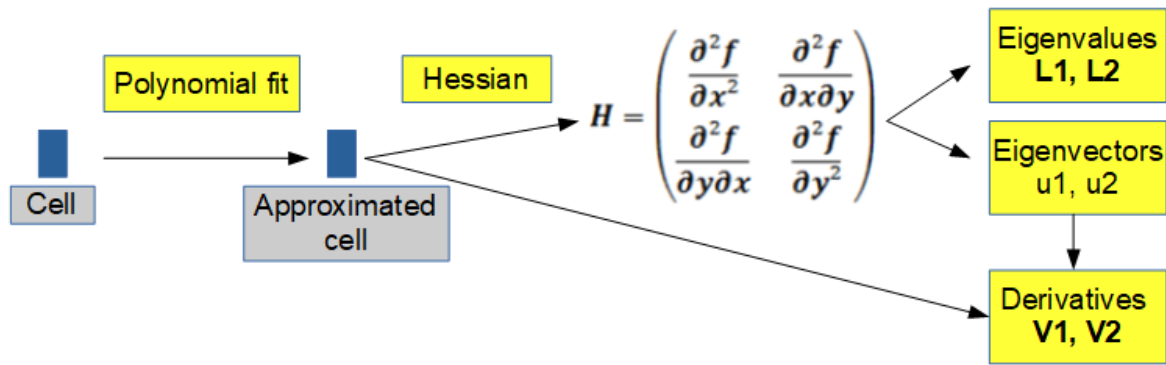 Polynomial fit
Cell
Approximated
cell
Hessian
H = ( ∂²f/∂x² ∂²f/∂x∂y
∂²f/∂y∂x ∂²f/∂y² )
Eigenvalues
L1, L2
Eigenvectors
u1, u2
Derivatives
V1, V2